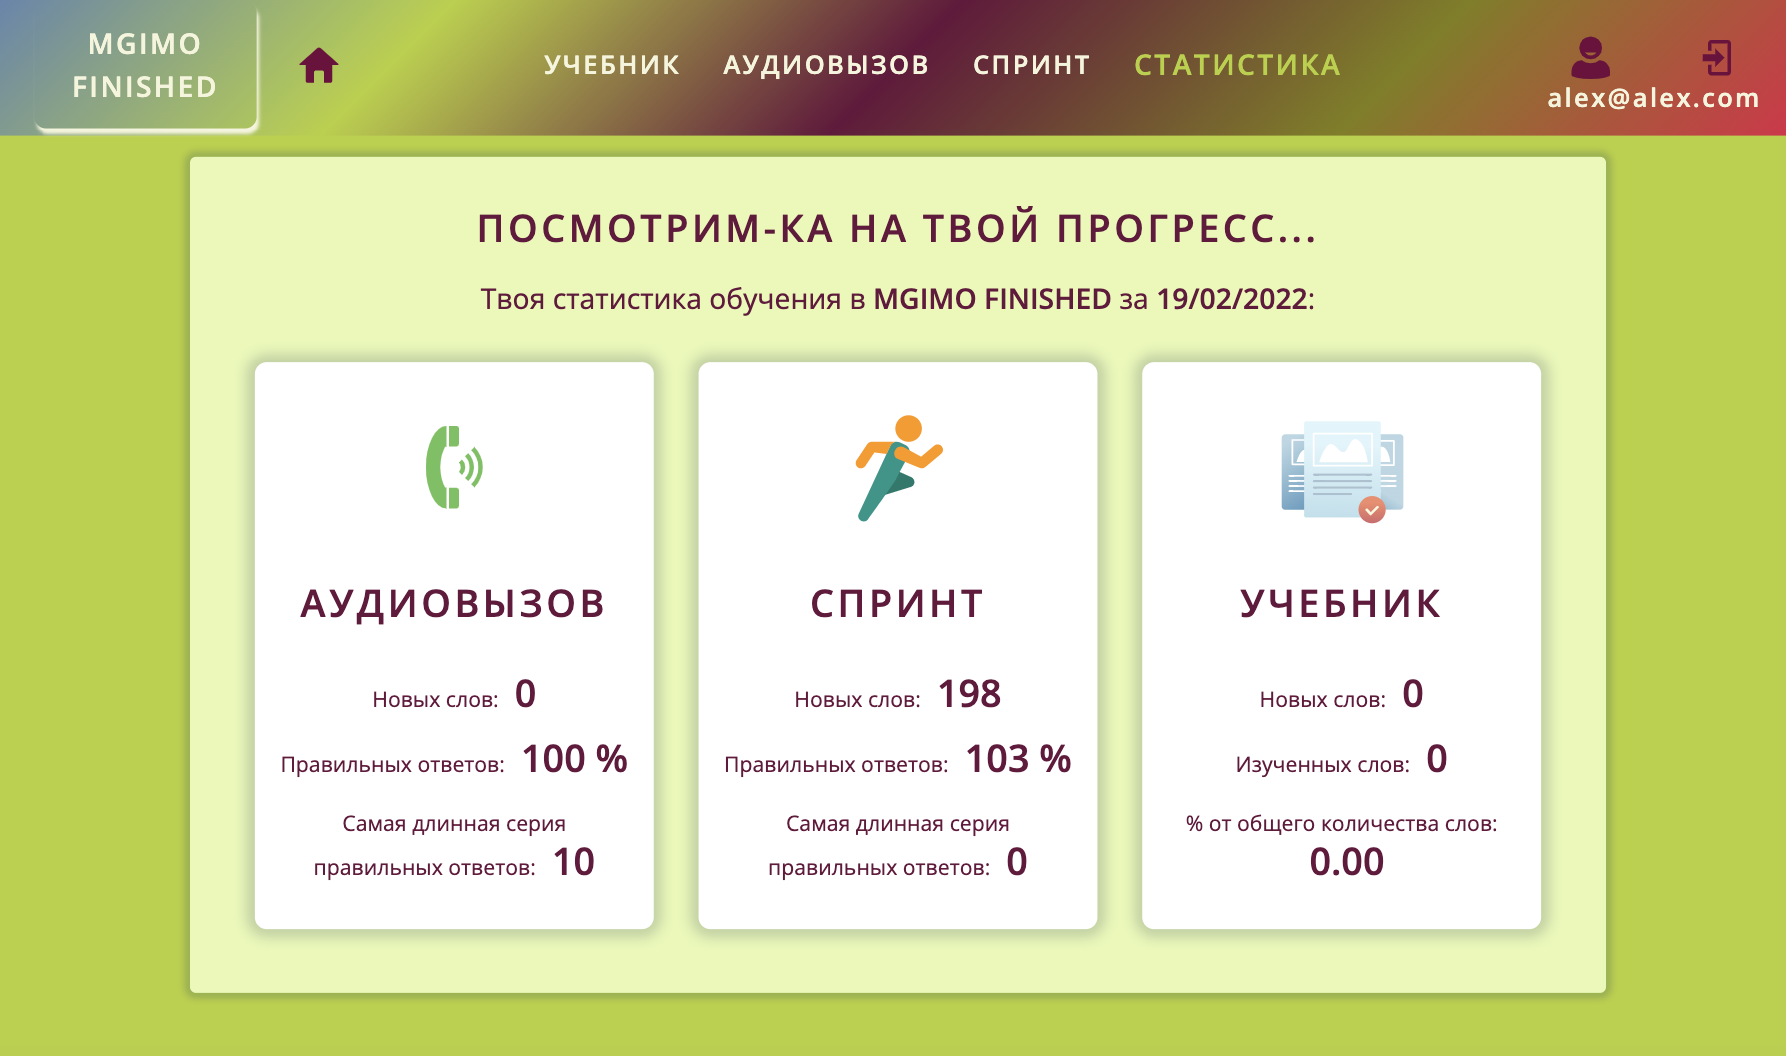 MGIMO
FINISHED
УЧЕБНИК АУДИОВЫЗОВ СПРИНТ СТАТИСТИКА
alex@alex.com
ПОСМОТРИМ-КА НА ТВОЙ ПРОГРЕСС...
Твоя статистика обучения в MGIMO FINISHED за 19/02/2022:
АУДИОВЫЗОВ
Новых слов: 0
Правильных ответов: 100 %
Самая длинная серия
правильных ответов: 10
СПРИНТ
Новых слов: 198
Правильных ответов: 103 %
Самая длинная серия
правильных ответов: 0
УЧЕБНИК
Новых слов: 0
Изученных слов: 0
% от общего количества слов:
0.00